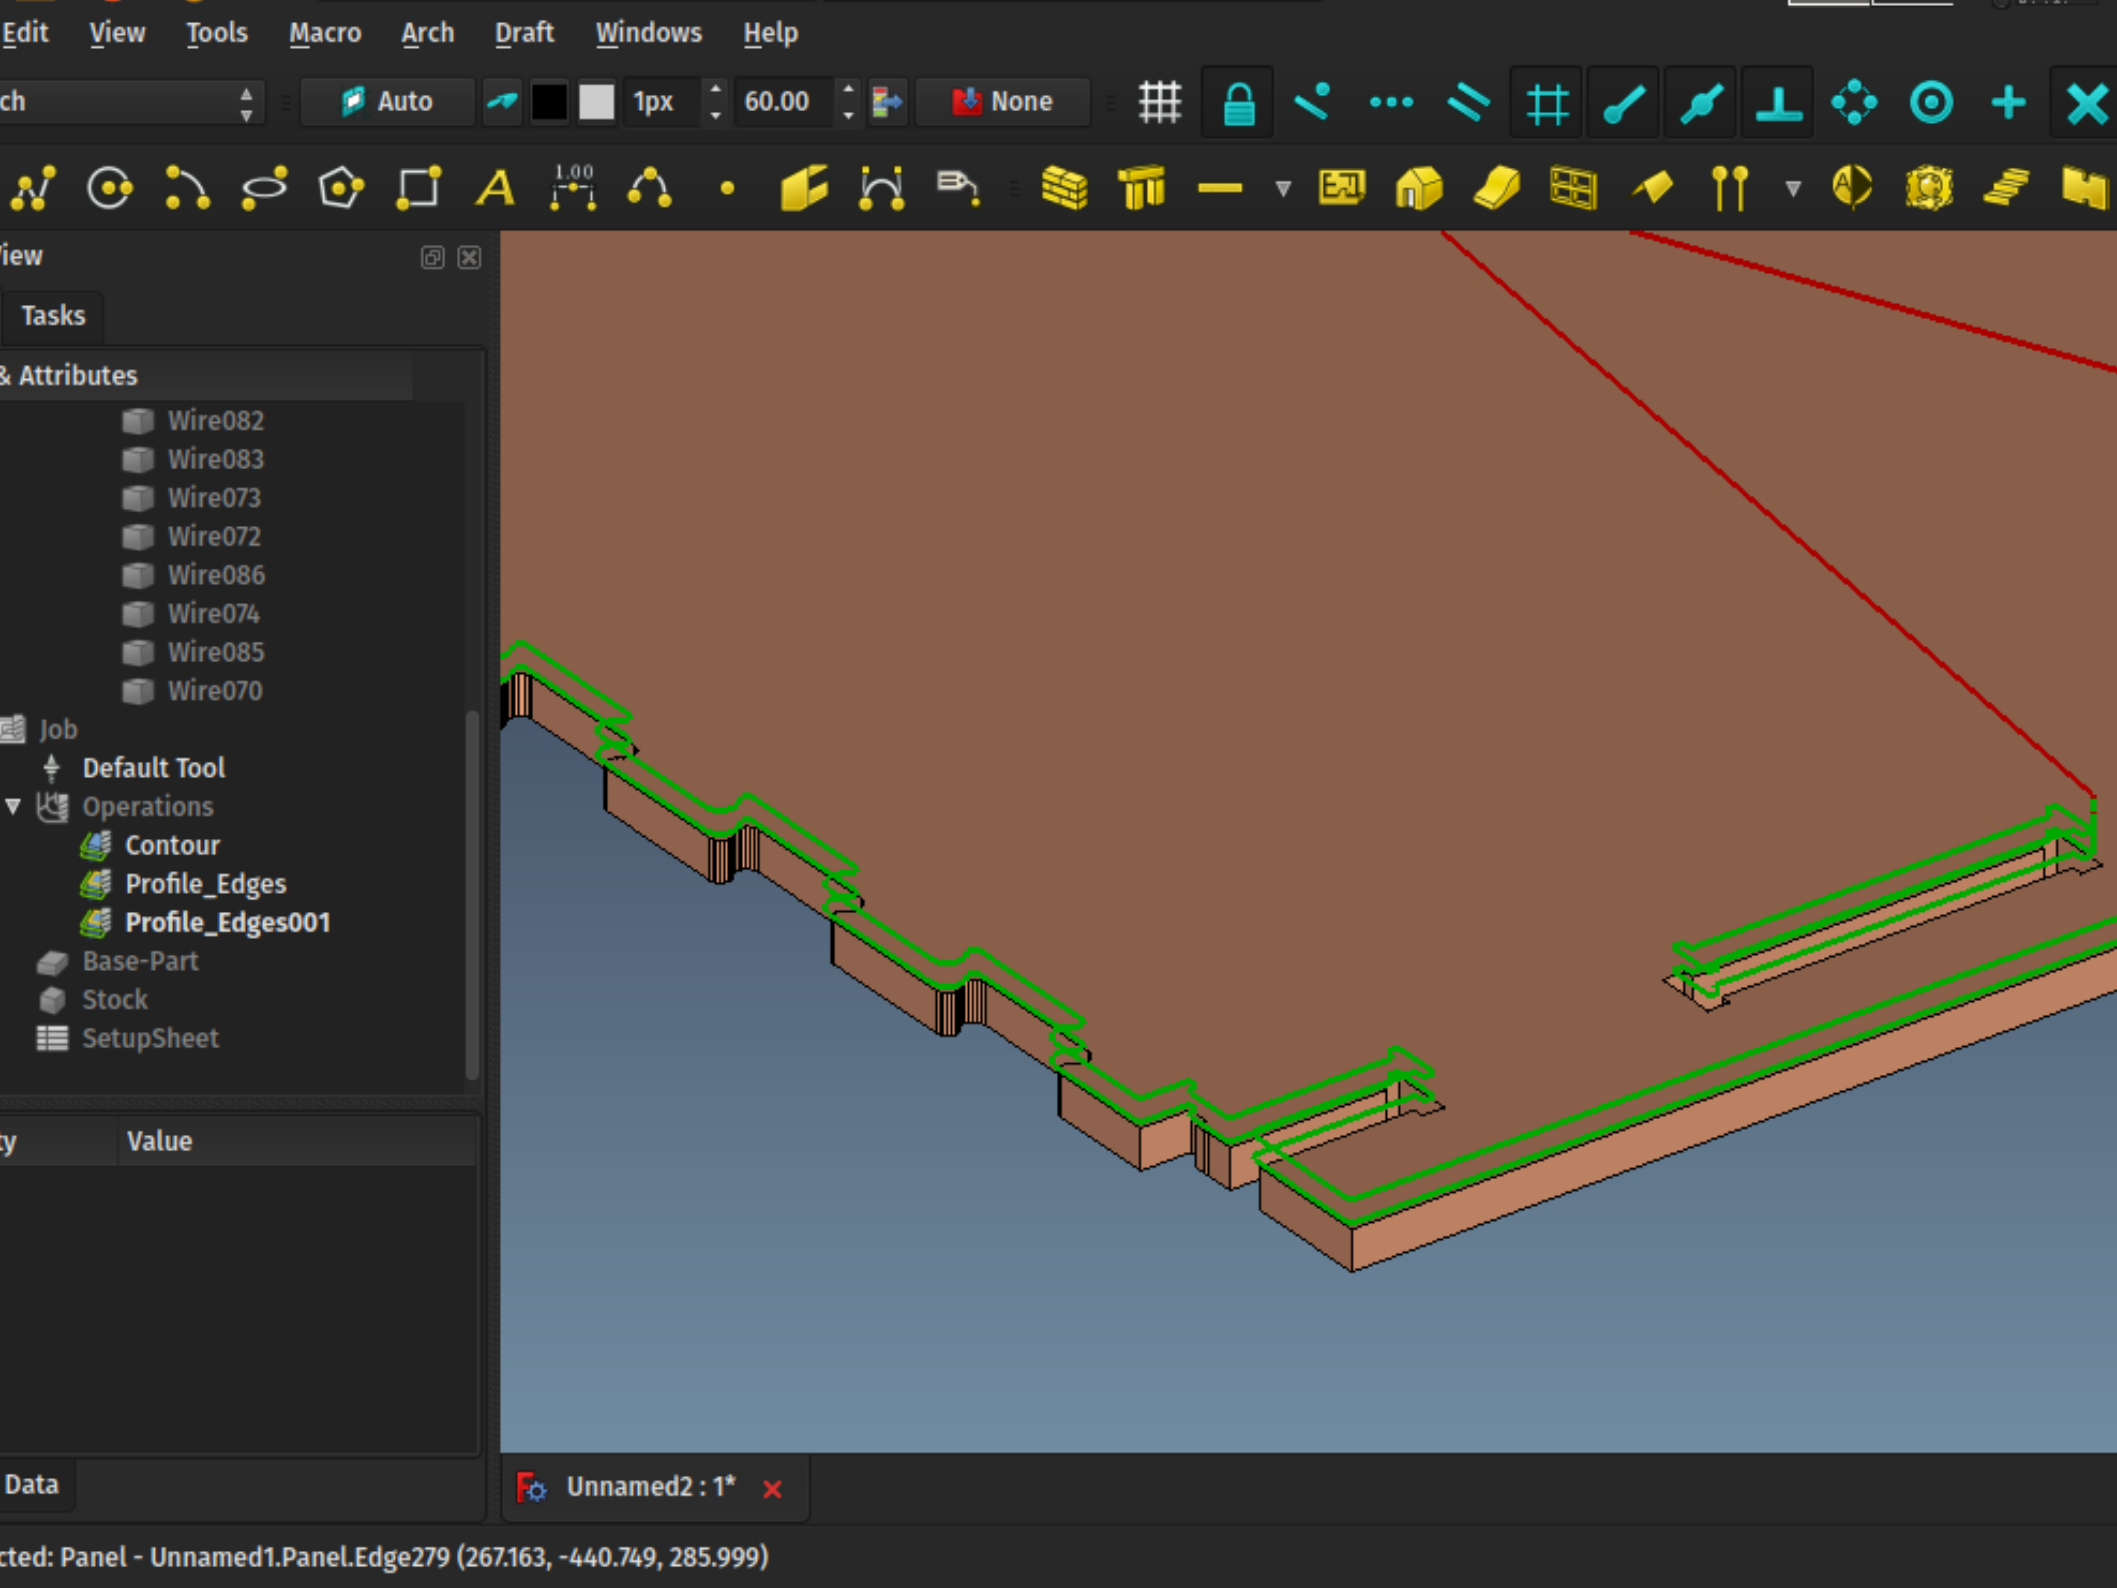 Edit View Tools Macro Arch Draft Windows Help
ch Auto 1px 60.00 None
A 1.00 A
View
Tasks
& Attributes
Wire082
Wire083
Wire073
Wire072
Wire086
Wire074
Wire085
Wire070
Job
Default Tool
Operations
Contour
Profile_Edges
Profile_Edges001
Base-Part
Stock
SetupSheet
ty Value
Data
Unnamed2 : 1*
cted: Panel - Unnamed1.Panel.Edge279 (267.163, -440.749, 285.999)